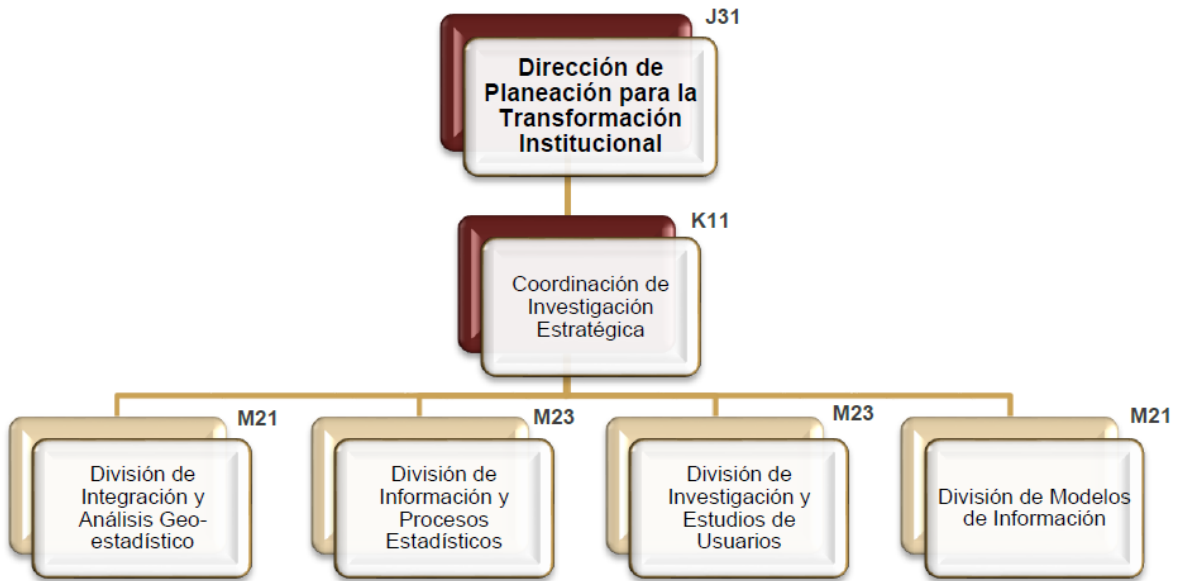 J31
Dirección de
Planeación para la
Transformación
Institucional
K11
Coordinación de
Investigación
Estratégica
M21
División de
Integración y
Análisis Geo-
estadístico
M23
División de
Información y
Procesos
Estadísticos
M23
División de
Investigación y
Estudios de
Usuarios
M21
División de Modelos
de Información